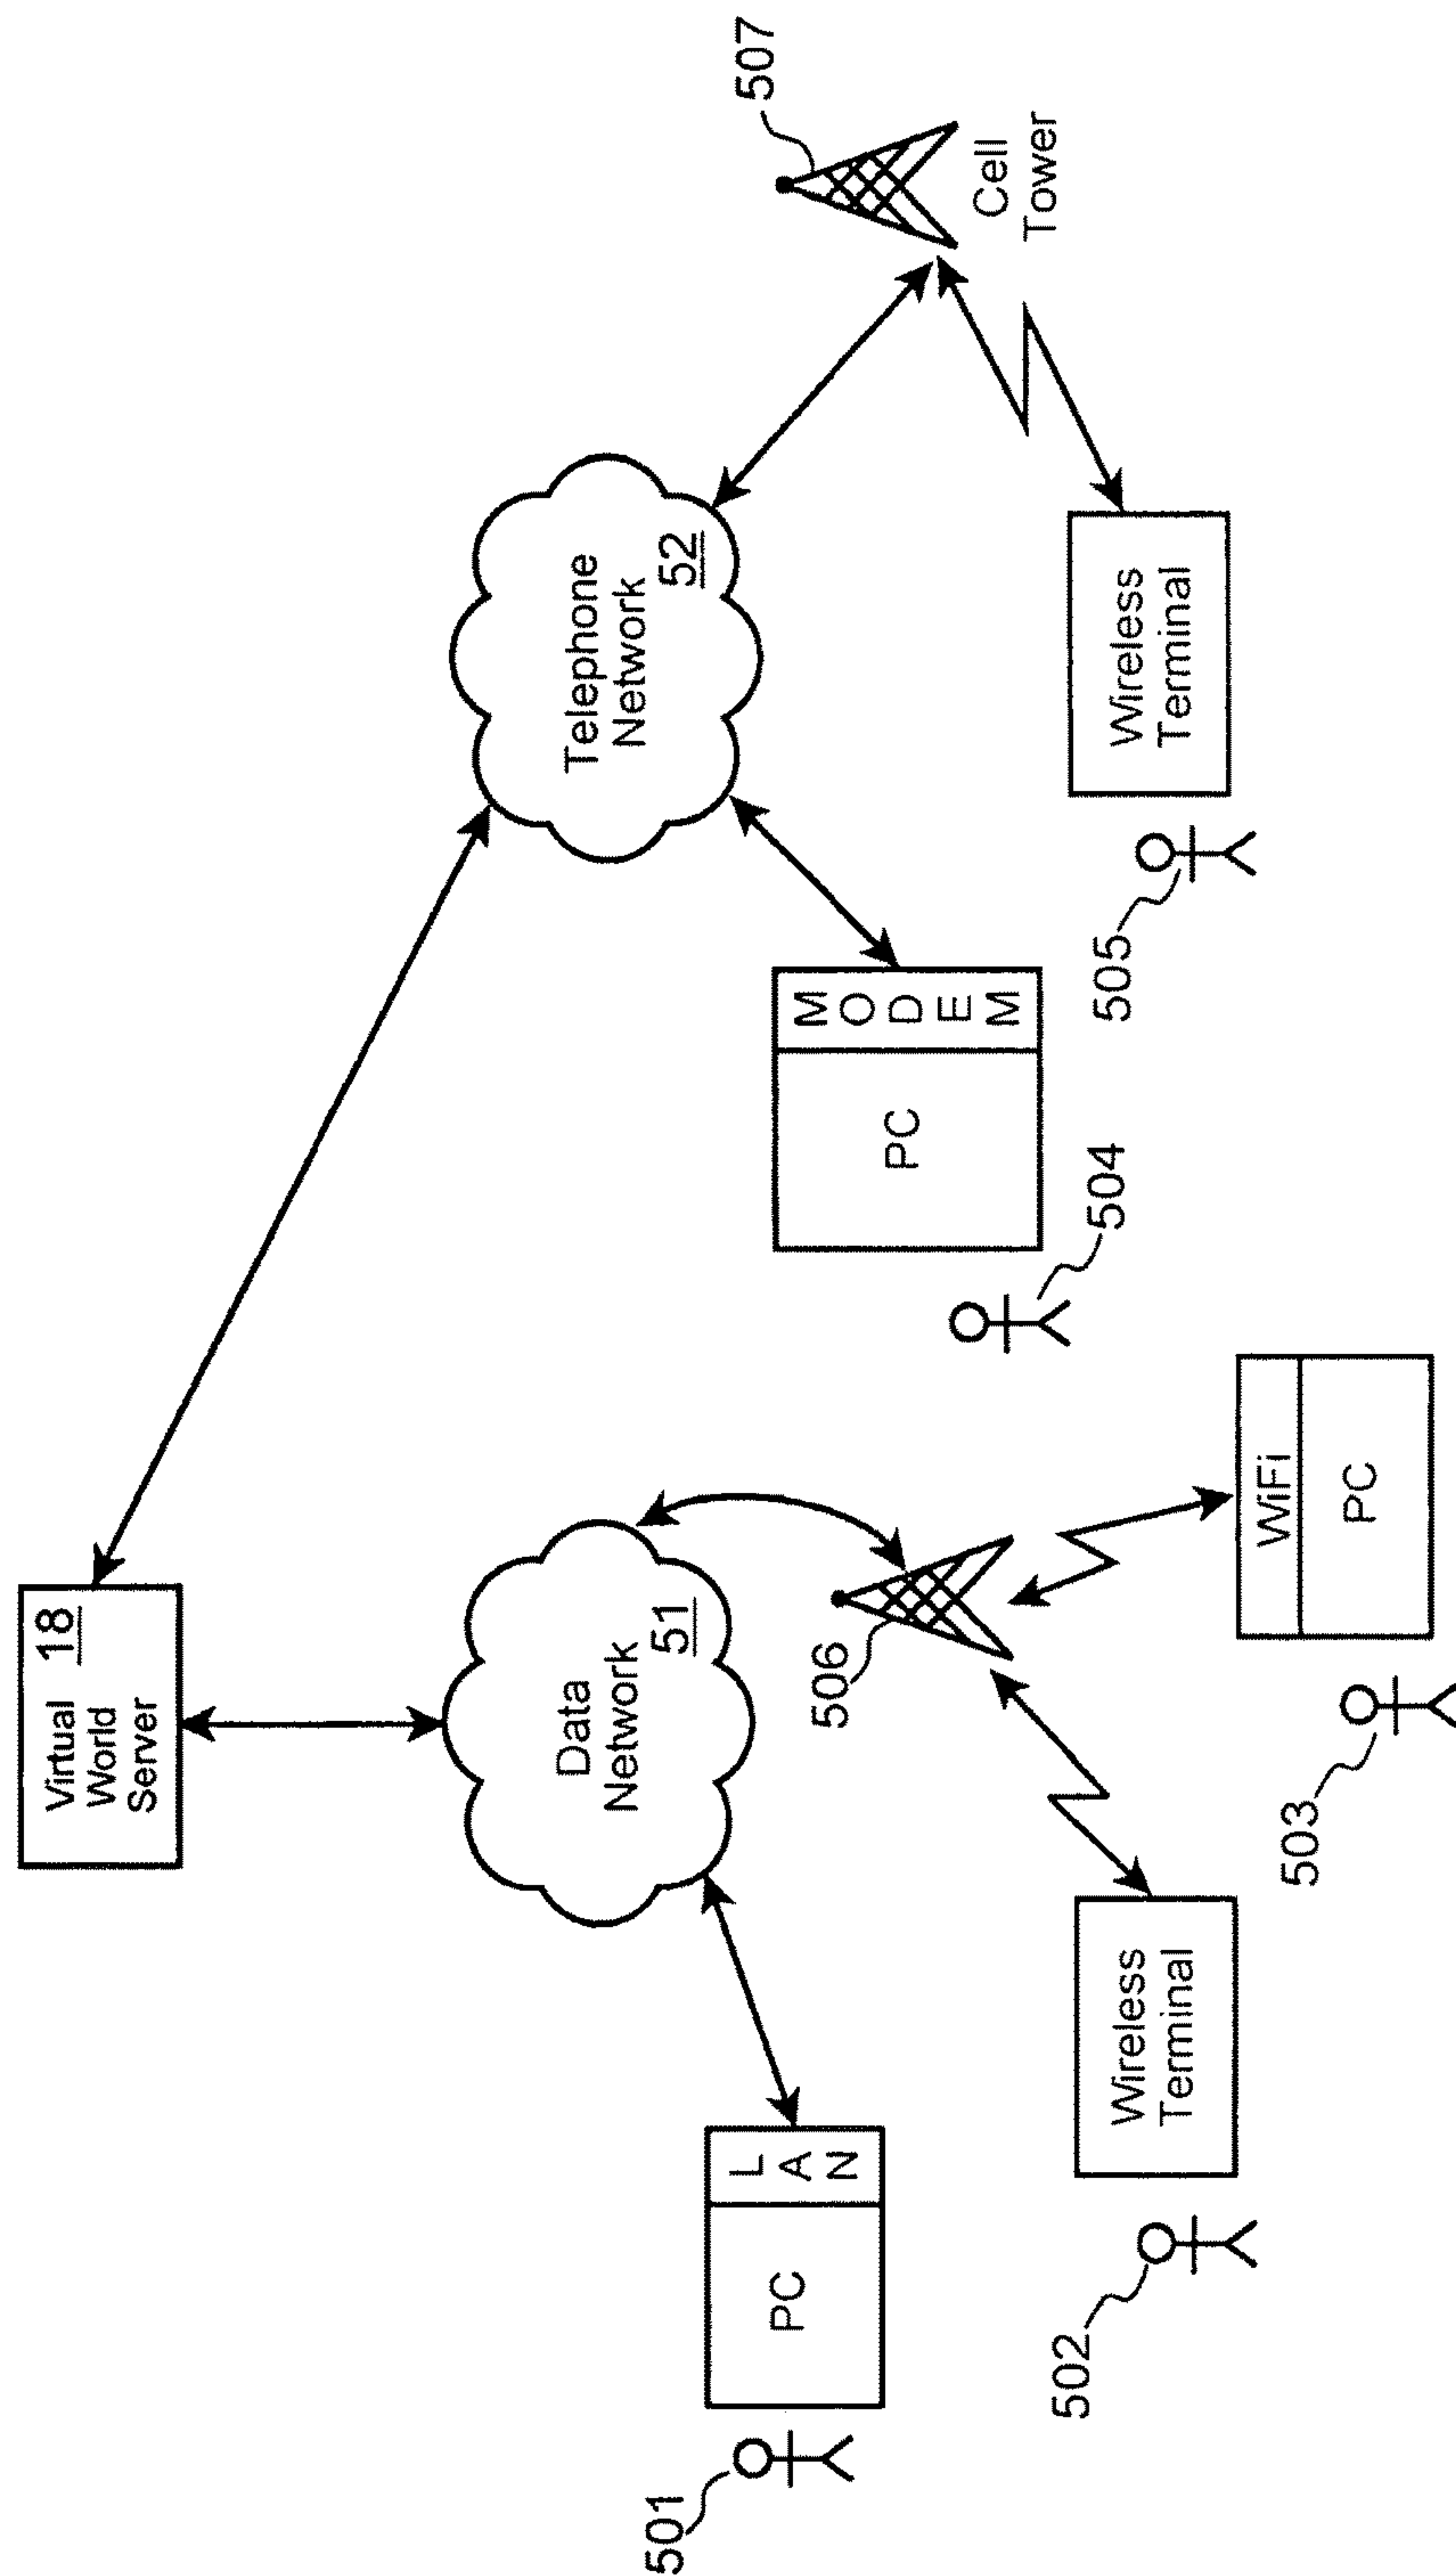 Virtual 18
World
Server
Data
Network
51
Telephone
Network
52
507
Cell
Tower
506
PC
L
A
N
501
Wireless
Terminal
502
WiFi
PC
503
PC
M
O
D
E
M
504
Wireless
Terminal
505